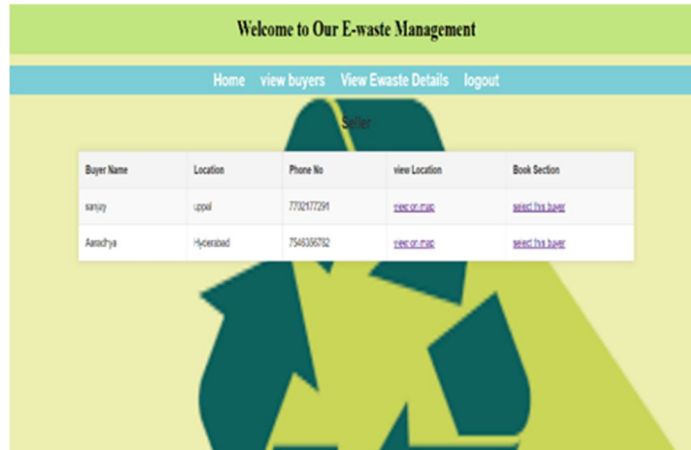 Welcome to Our E-waste Management
Home view buyers View Ewaste Details logout
Seller
Buyer Name Location Phone No view Location Book Section
sanjay uppal 7702177291 view on map select this buyer
Aaradhya Hyderabad 7546356782 view on map select this buyer